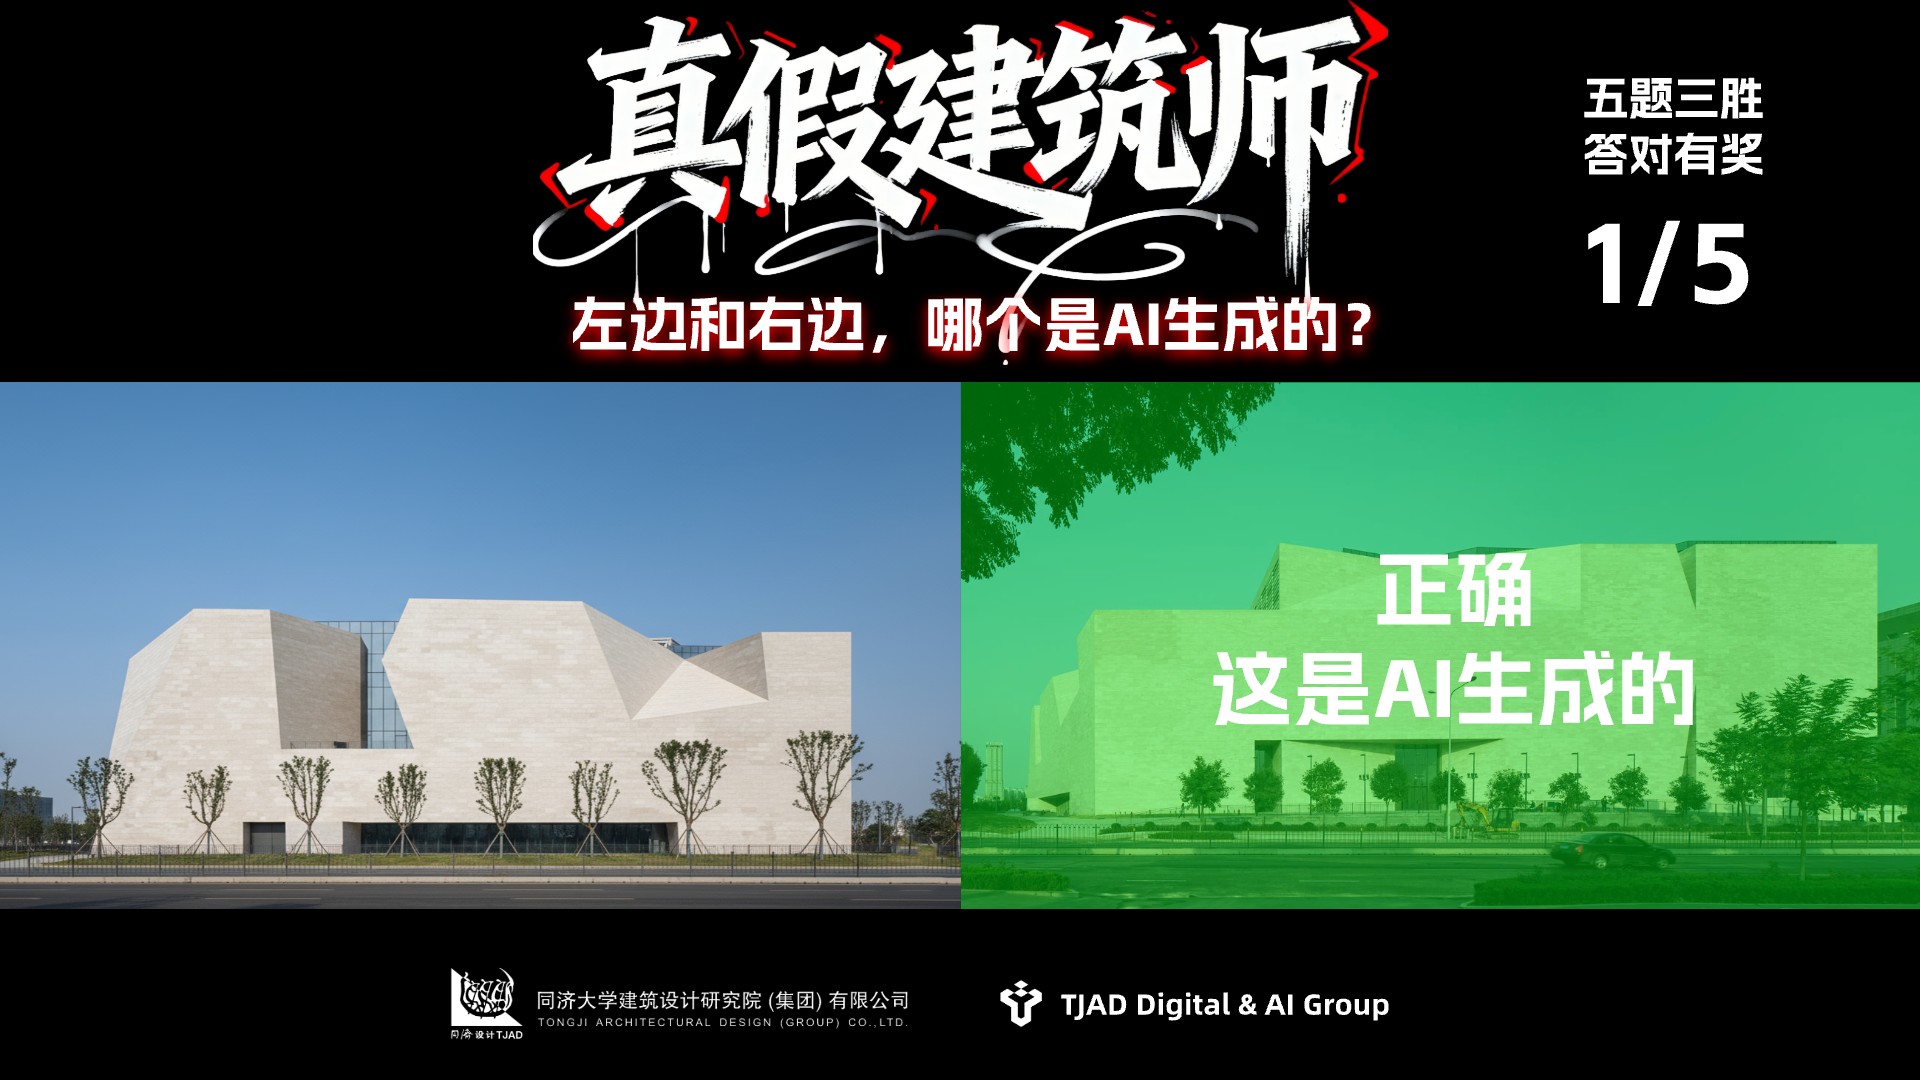 真假建筑师
左边和右边，哪个是AI生成的？
五题三胜
答对有奖
1/5
正确
这是AI生成的
同济设计TJAD
同济大学建筑设计研究院 (集团) 有限公司
TONGJI ARCHITECTURAL DESIGN (GROUP) CO.,LTD.
TJAD Digital & AI Group